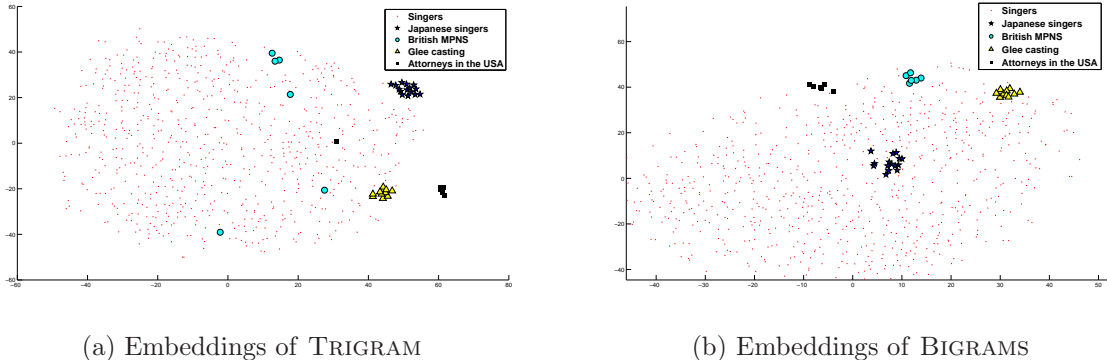 Singers
Japanese singers
British MPNS
Glee casting
Attorneys in the USA
60
40
20
0
−20
−40
−60
−60 −40 −20 0 20 40 60 80
(a) Embeddings of TRIGRAM
Singers
Japanese singers
British MPNS
Glee casting
Attorneys in the USA
60
40
20
0
−20
−40
−40 −30 −20 −10 0 10 20 30 40 50
(b) Embeddings of BIGRAMS